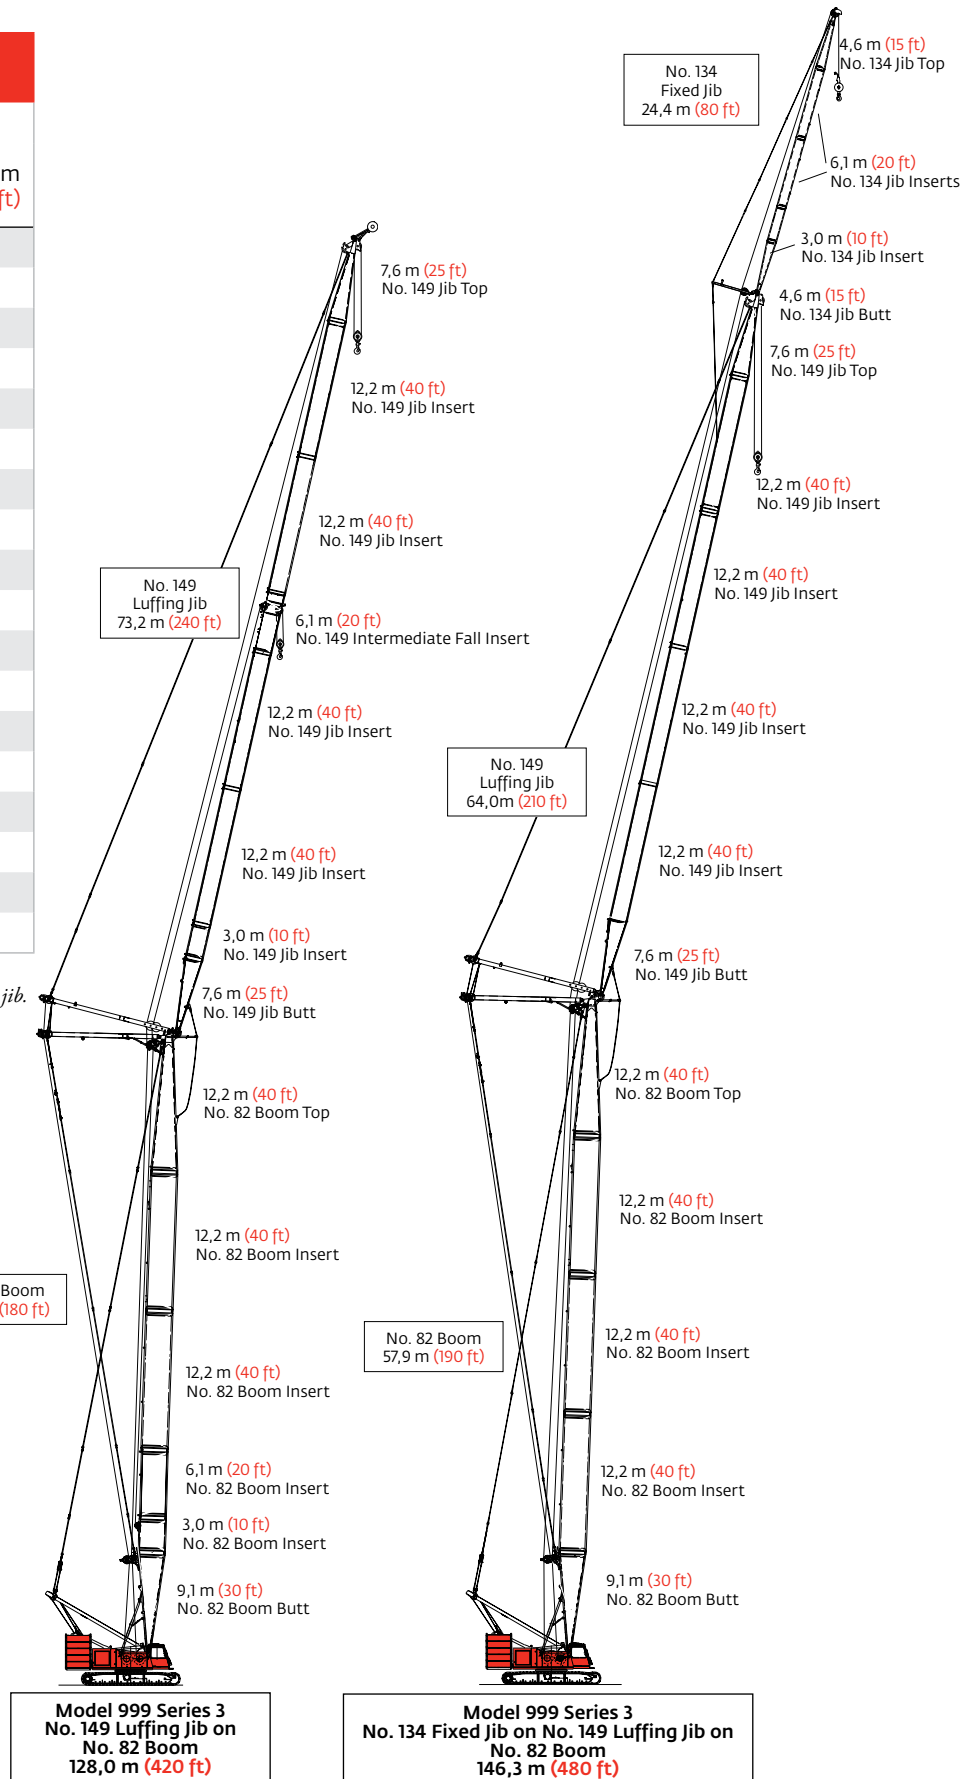 m
ft)
jib.
7,6 m (25 ft)
No. 149 Jib Top
12,2 m (40 ft)
No. 149 Jib Insert
12,2 m (40 ft)
No. 149 Jib Insert
No. 149
Luffing Jib
73,2 m (240 ft)
6,1 m (20 ft)
No. 149 Intermediate Fall Insert
12,2 m (40 ft)
No. 149 Jib Insert
12,2 m (40 ft)
No. 149 Jib Insert
3,0 m (10 ft)
No. 149 Jib Insert
7,6 m (25 ft)
No. 149 Jib Butt
12,2 m (40 ft)
No. 82 Boom Top
12,2 m (40 ft)
No. 82 Boom Insert
Boom
(180 ft)
12,2 m (40 ft)
No. 82 Boom Insert
6,1 m (20 ft)
No. 82 Boom Insert
3,0 m (10 ft)
No. 82 Boom Insert
9,1 m (30 ft)
No. 82 Boom Butt
Model 999 Series 3
No. 149 Luffing Jib on
No. 82 Boom
128,0 m (420 ft)
4,6 m (15 ft)
No. 134 Jib Top
No. 134
Fixed Jib
24,4 m (80 ft)
6,1 m (20 ft)
No. 134 Jib Inserts
3,0 m (10 ft)
No. 134 Jib Insert
4,6 m (15 ft)
No. 134 Jib Butt
7,6 m (25 ft)
No. 149 Jib Top
12,2 m (40 ft)
No. 149 Jib Insert
12,2 m (40 ft)
No. 149 Jib Insert
12,2 m (40 ft)
No. 149 Jib Insert
No. 149
Luffing Jib
64,0m (210 ft)
12,2 m (40 ft)
No. 149 Jib Insert
7,6 m (25 ft)
No. 149 Jib Butt
12,2 m (40 ft)
No. 82 Boom Top
12,2 m (40 ft)
No. 82 Boom Insert
No. 82 Boom
57,9 m (190 ft)
12,2 m (40 ft)
No. 82 Boom Insert
12,2 m (40 ft)
No. 82 Boom Insert
9,1 m (30 ft)
No. 82 Boom Butt
Model 999 Series 3
No. 134 Fixed Jib on No. 149 Luffing Jib on
No. 82 Boom
146,3 m (480 ft)